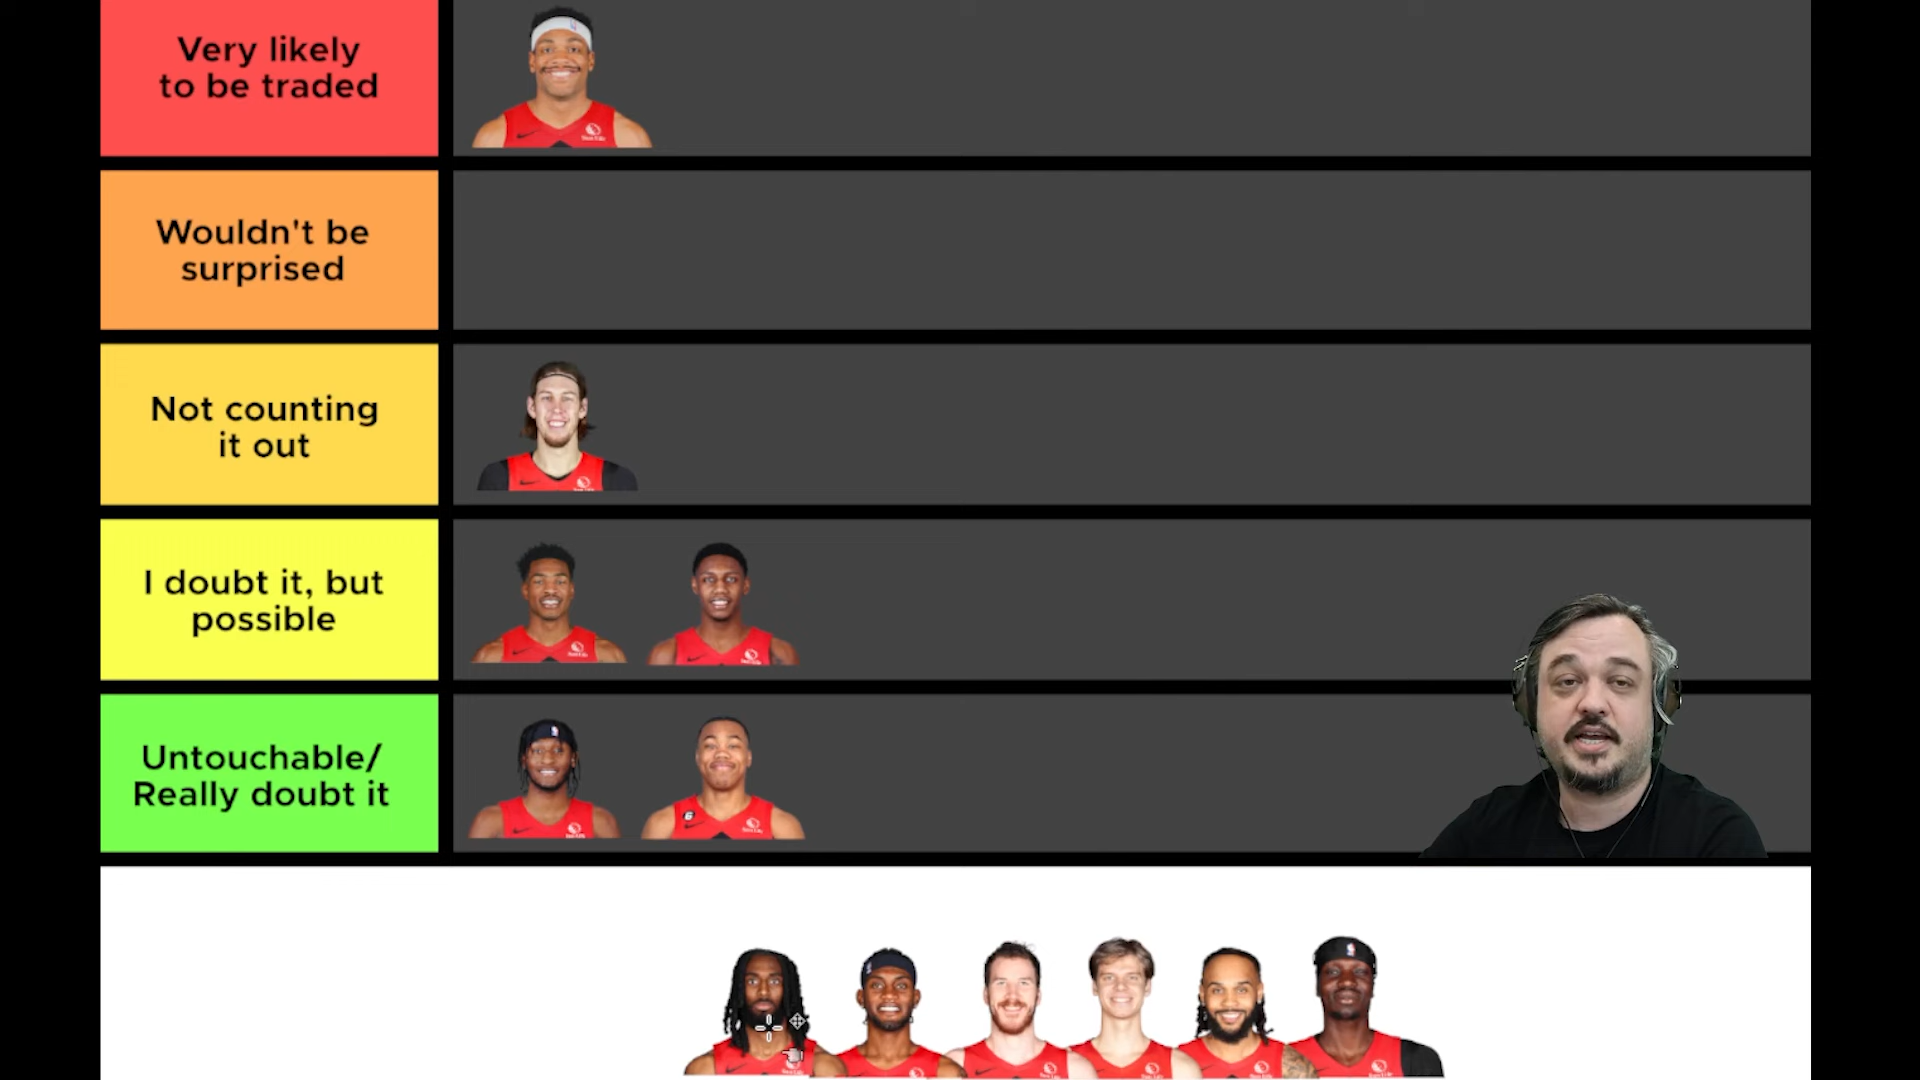 Very likely
to be traded
Wouldn't be
surprised
Not counting
it out
I doubt it, but
possible
Untouchable/
Really doubt it